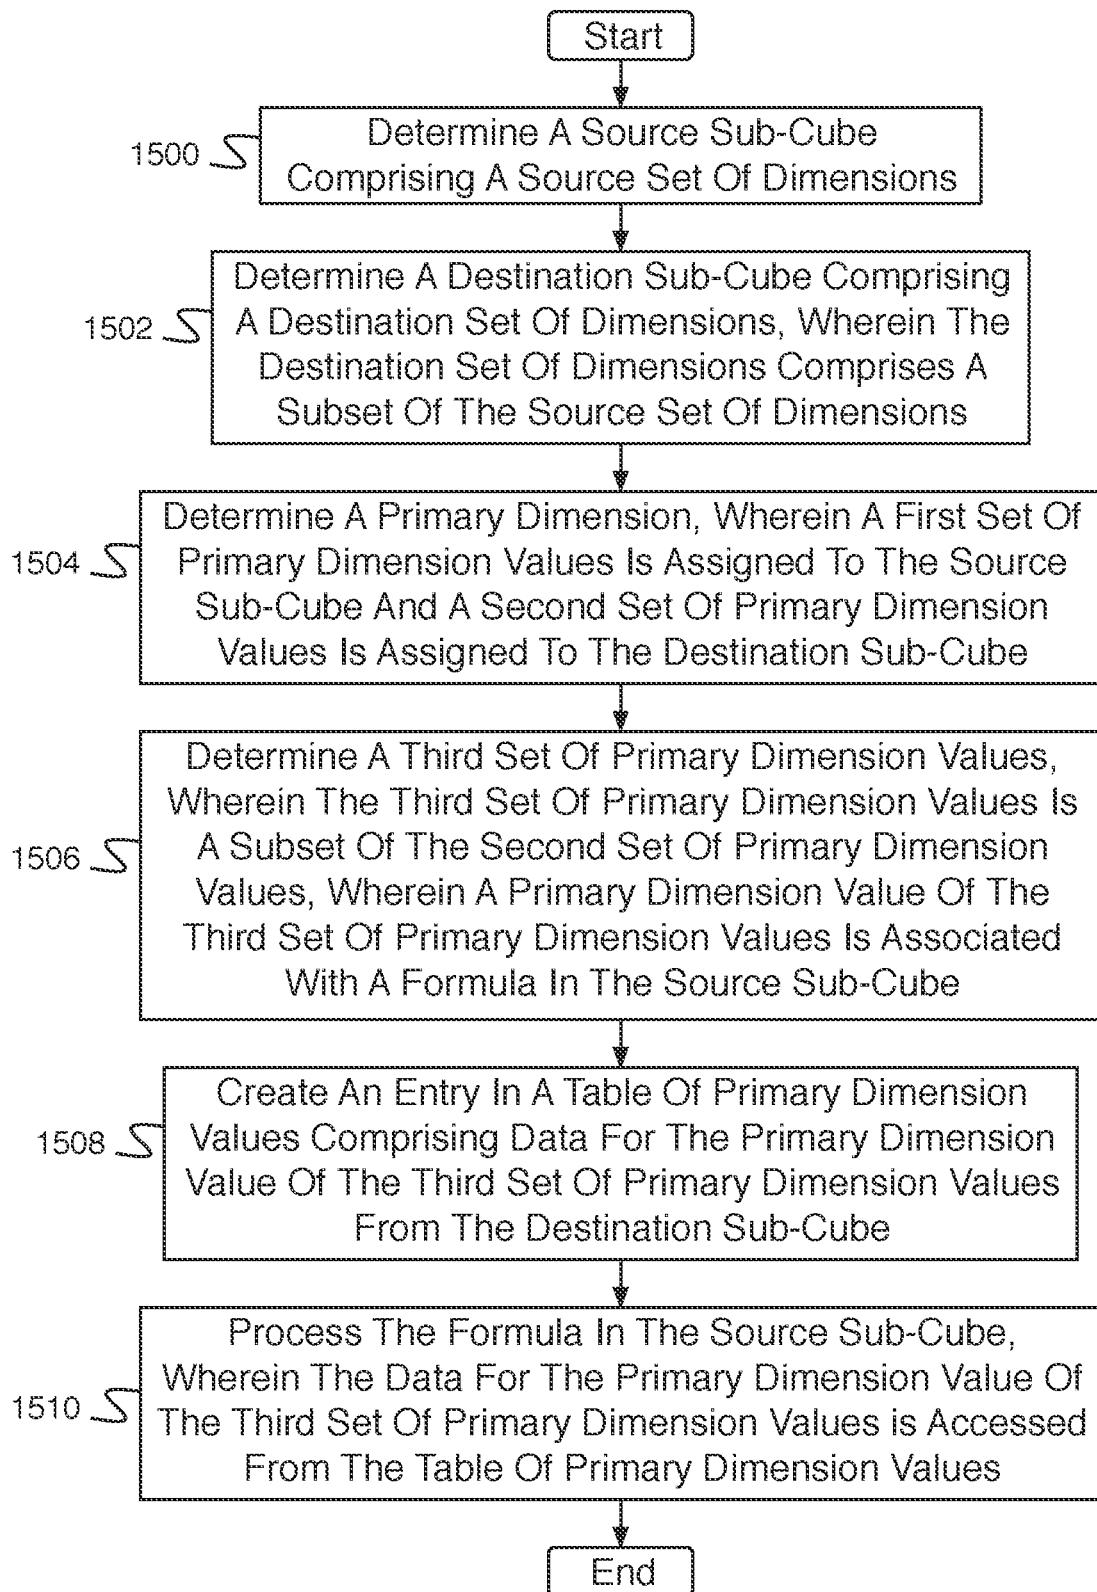 Start
1500
Determine A Source Sub-Cube
Comprising A Source Set Of Dimensions
1502
Determine A Destination Sub-Cube Comprising
A Destination Set Of Dimensions, Wherein The
Destination Set Of Dimensions Comprises A
Subset Of The Source Set Of Dimensions
1504
Determine A Primary Dimension, Wherein A First Set Of
Primary Dimension Values Is Assigned To The Source
Sub-Cube And A Second Set Of Primary Dimension
Values Is Assigned To The Destination Sub-Cube
1506
Determine A Third Set Of Primary Dimension Values,
Wherein The Third Set Of Primary Dimension Values Is
A Subset Of The Second Set Of Primary Dimension
Values, Wherein A Primary Dimension Value Of The
Third Set Of Primary Dimension Values Is Associated
With A Formula In The Source Sub-Cube
1508
Create An Entry In A Table Of Primary Dimension
Values Comprising Data For The Primary Dimension
Value Of The Third Set Of Primary Dimension Values
From The Destination Sub-Cube
1510
Process The Formula In The Source Sub-Cube,
Wherein The Data For The Primary Dimension Value Of
The Third Set Of Primary Dimension Values is Accessed
From The Table Of Primary Dimension Values
End